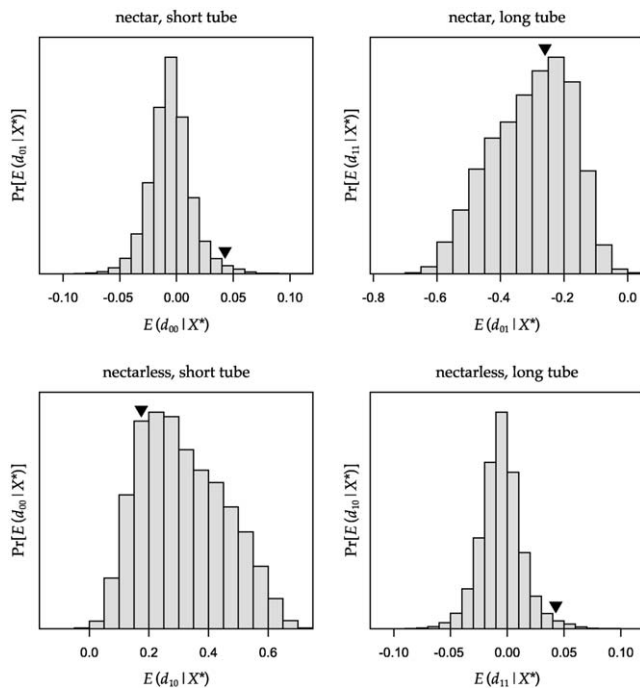 nectar, short tube
Pr[E (d01 | X*)]
-0.10 -0.05 0.00 0.05 0.10
E (d00 | X*)
nectar, long tube
Pr[E (d11 | X*)]
-0.8 -0.6 -0.4 -0.2 0.0
E (d01 | X*)
nectarless, short tube
Pr[E (d00 | X*)]
0.0 0.2 0.4 0.6
E (d10 | X*)
nectarless, long tube
Pr[E (d10 | X*)]
-0.10 -0.05 0.00 0.05 0.10
E (d11 | X*)